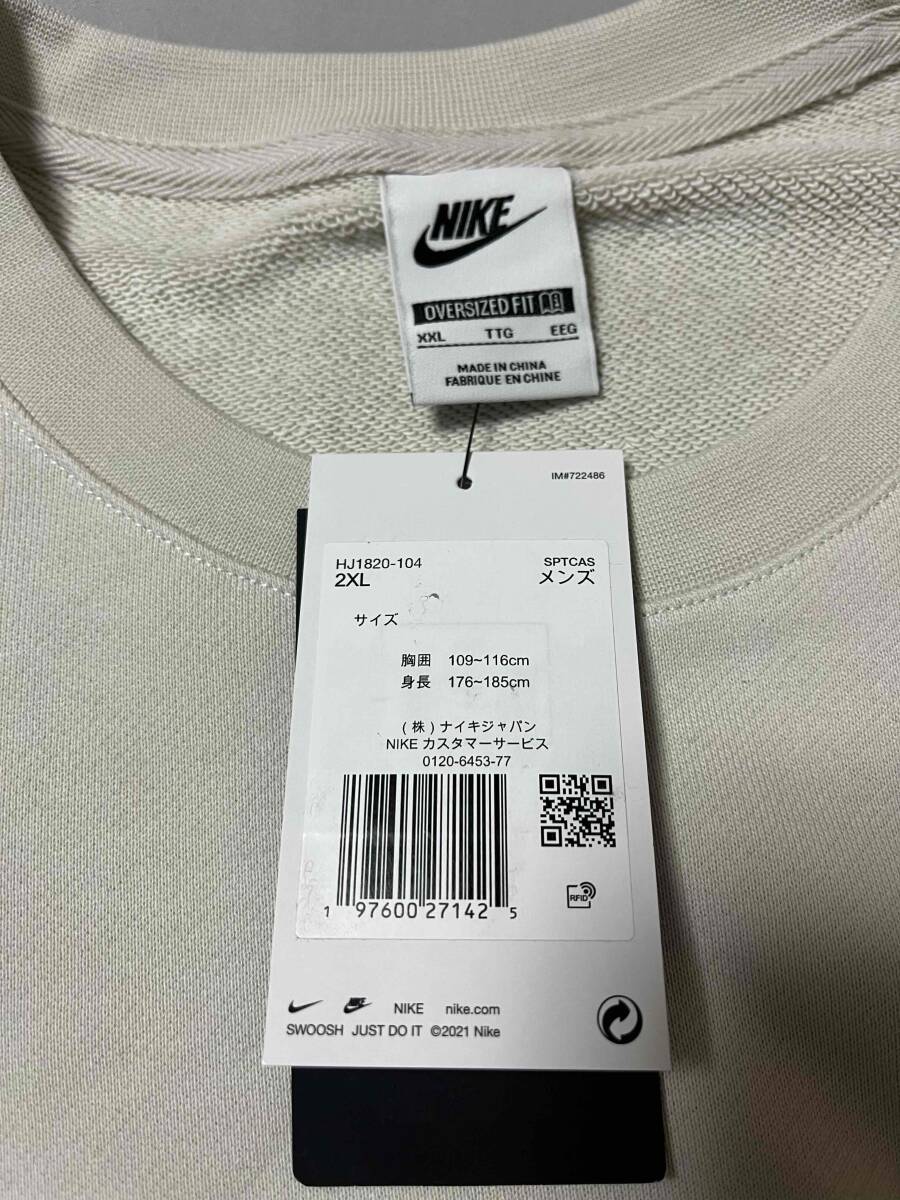 NIKE
OVERSIZED FIT
XXL TTG EEG
MADE IN CHINA
FABRIQUE EN CHINE
IM#722486
HJ1820-104 SPTCAS
2XL メンズ
サイズ
胸囲 109~116cm
身長 176~185cm
(株)ナイキジャパン
NIKE カスタマーサービス
0120-6453-77
1 97600 27142 5
RFID
NIKE NIKE nike.com
SWOOSH JUST DO IT ©2021 Nike